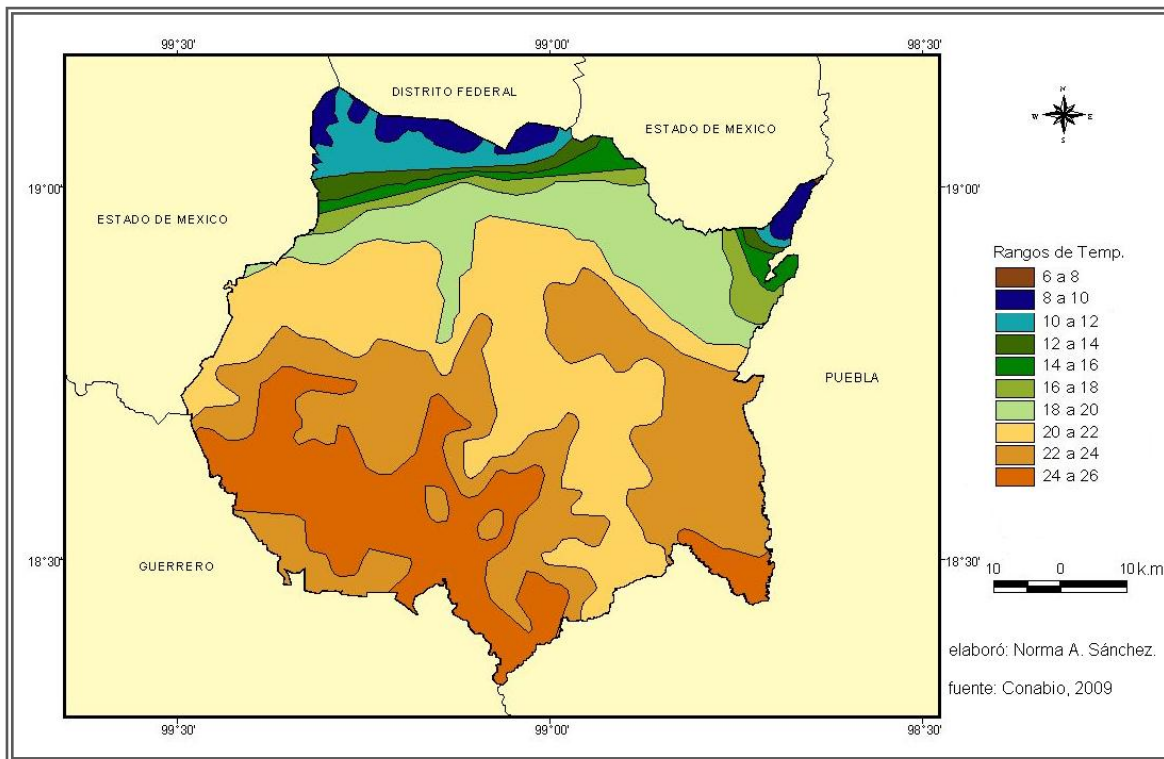 99°30'
99°00'
98°30'
DISTRITO FEDERAL
ESTADO DE MEXICO
N
W
E
S
19°00'
19°00'
ESTADO DE MEXICO
Rangos de Temp.
6 a 8
8 a 10
10 a 12
12 a 14
14 a 16
16 a 18
18 a 20
20 a 22
22 a 24
24 a 26
PUEBLA
GUERRERO
18°30'
18°30'
10 0 10 k.m
elaboró: Norma A. Sánchez.
fuente: Conabio, 2009
99°30'
99°00'
98°30'